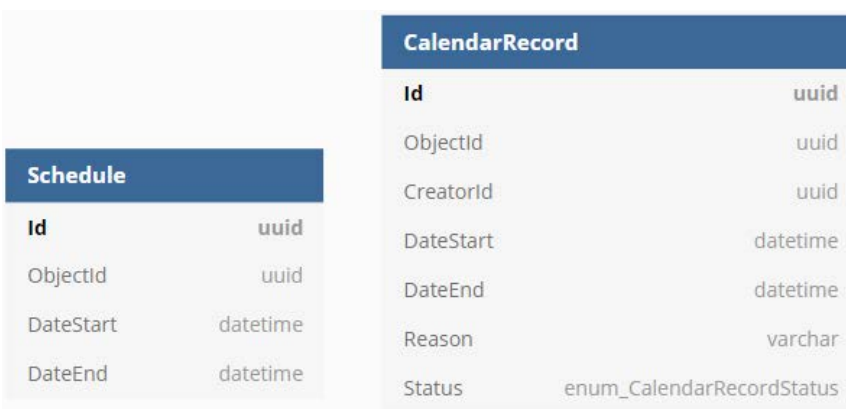 Schedule
Id uuid
ObjectId uuid
DateStart datetime
DateEnd datetime
CalendarRecord
Id uuid
ObjectId uuid
CreatorId uuid
DateStart datetime
DateEnd datetime
Reason varchar
Status enum_CalendarRecordStatus